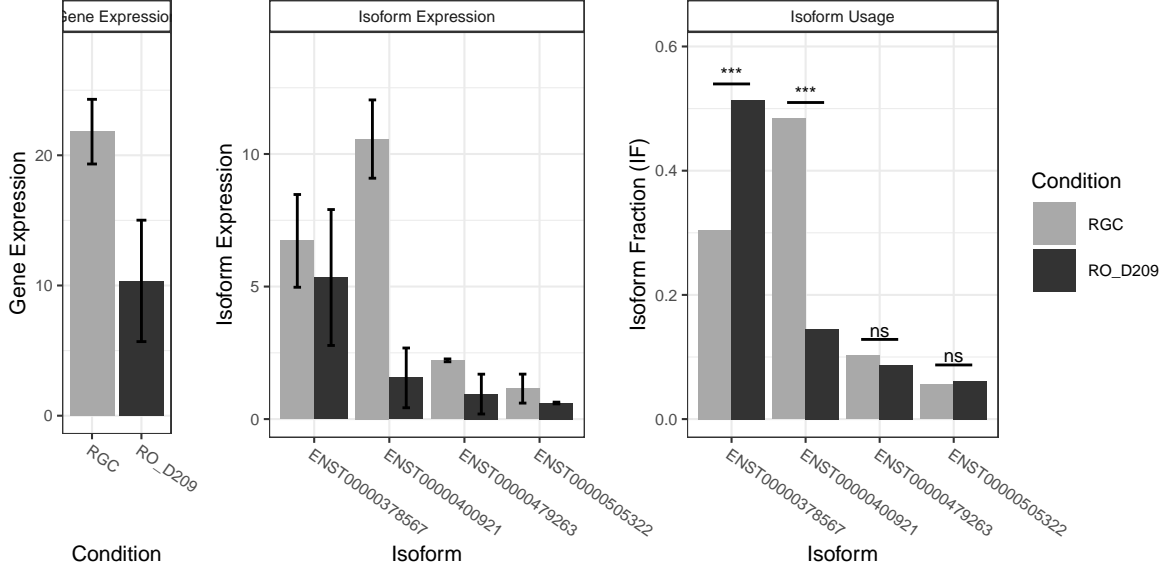 Gene Expression
Isoform Expression
Isoform Usage
Gene Expression
20
10
0
RGC
RO_D209
Condition
Isoform Expression
10
5
0
ENST00000378567
ENST00000400921
ENST00000479263
ENST00000505322
Isoform
Isoform Fraction (IF)
0.6
0.4
0.2
0.0
***
***
ns
ns
ENST00000378567
ENST00000400921
ENST00000479263
ENST00000505322
Isoform
Condition
RGC
RO_D209